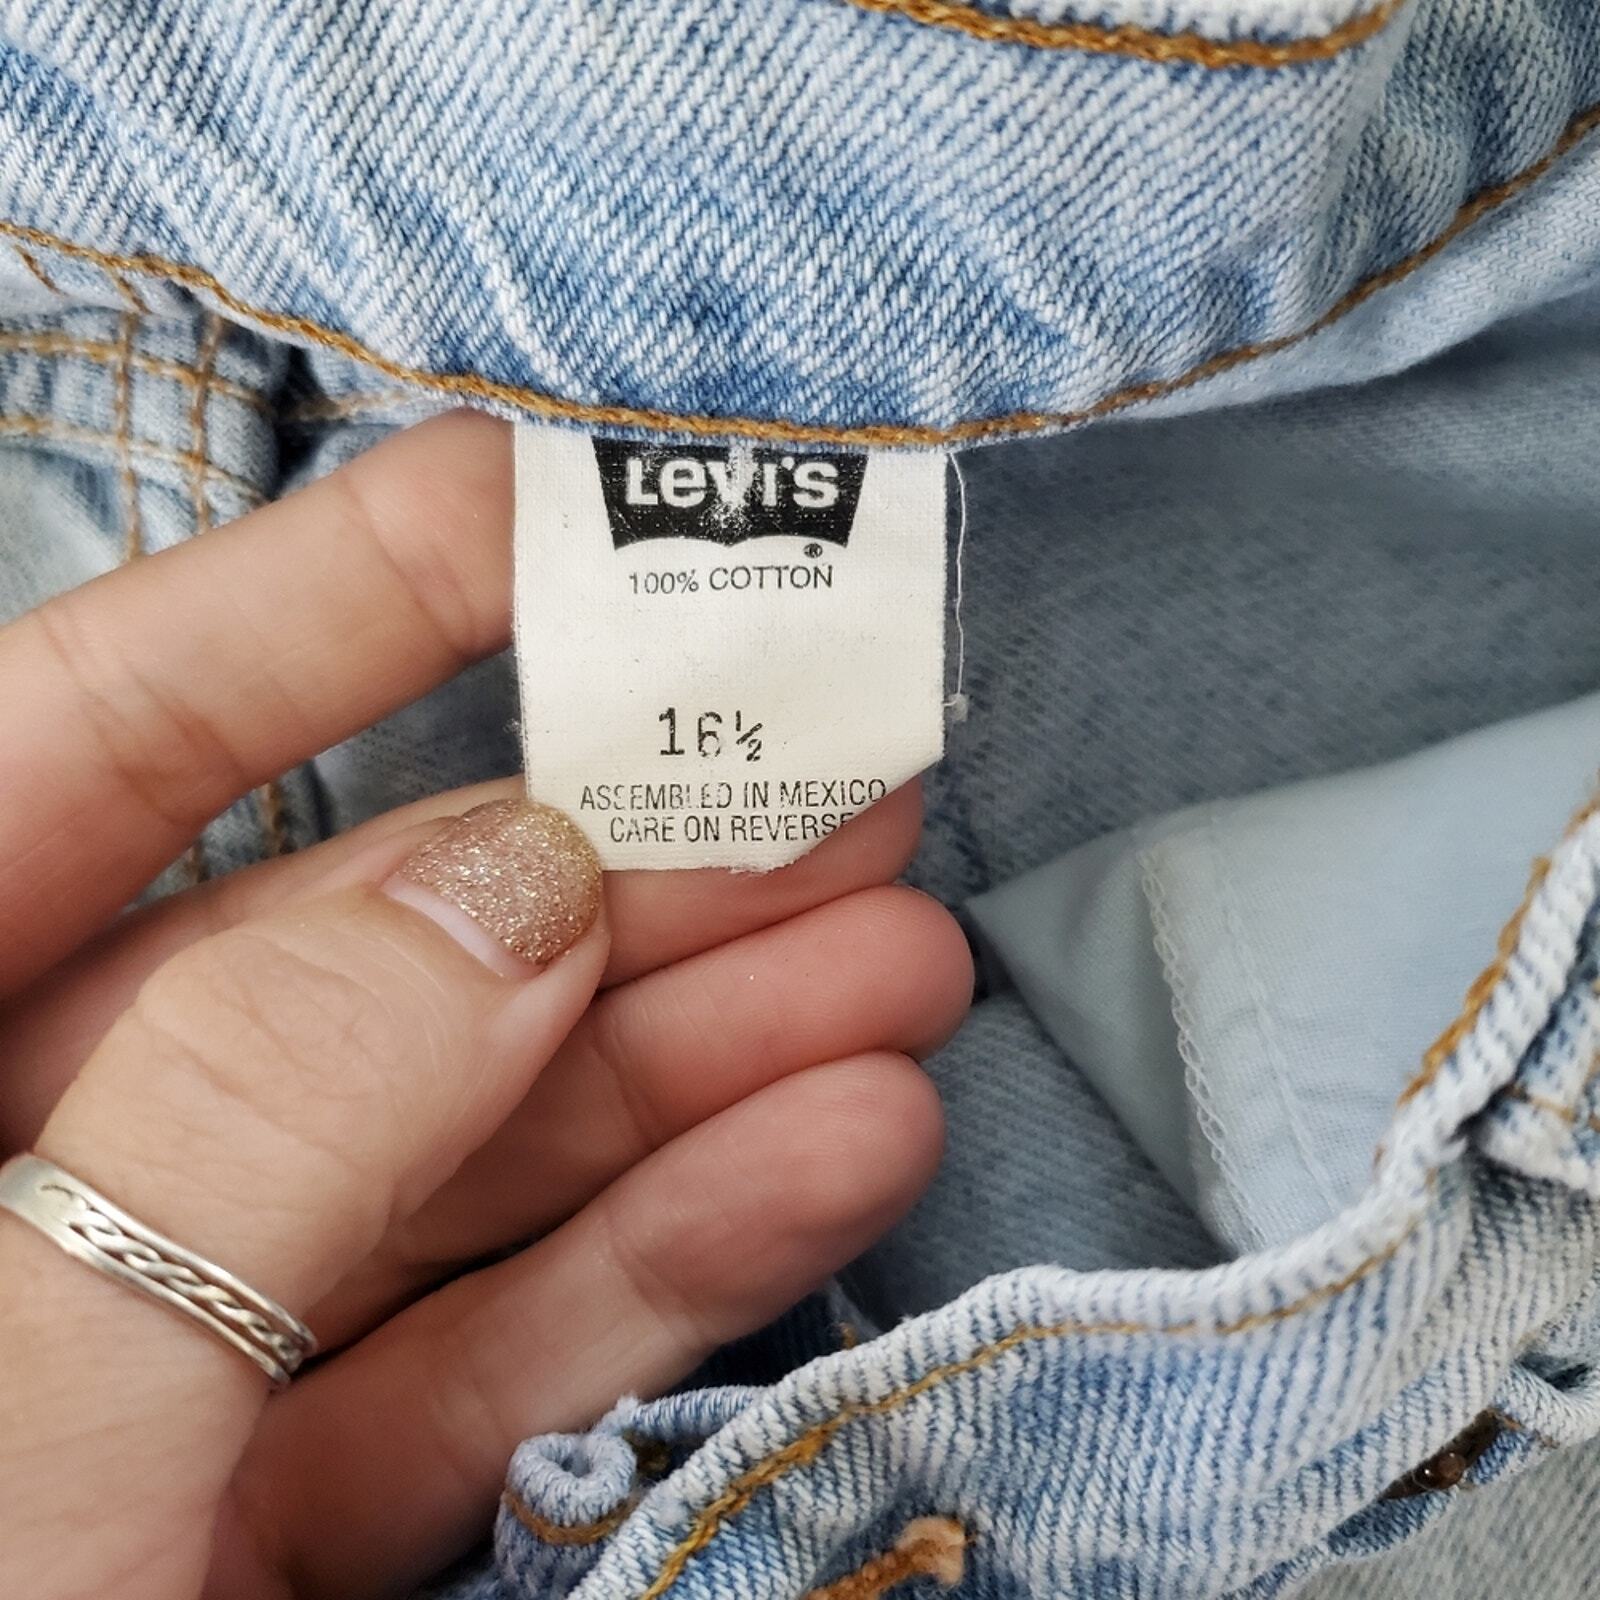 Levi's
®
100% COTTON
16½
ASSEMBLED IN MEXICO
CARE ON REVERSE